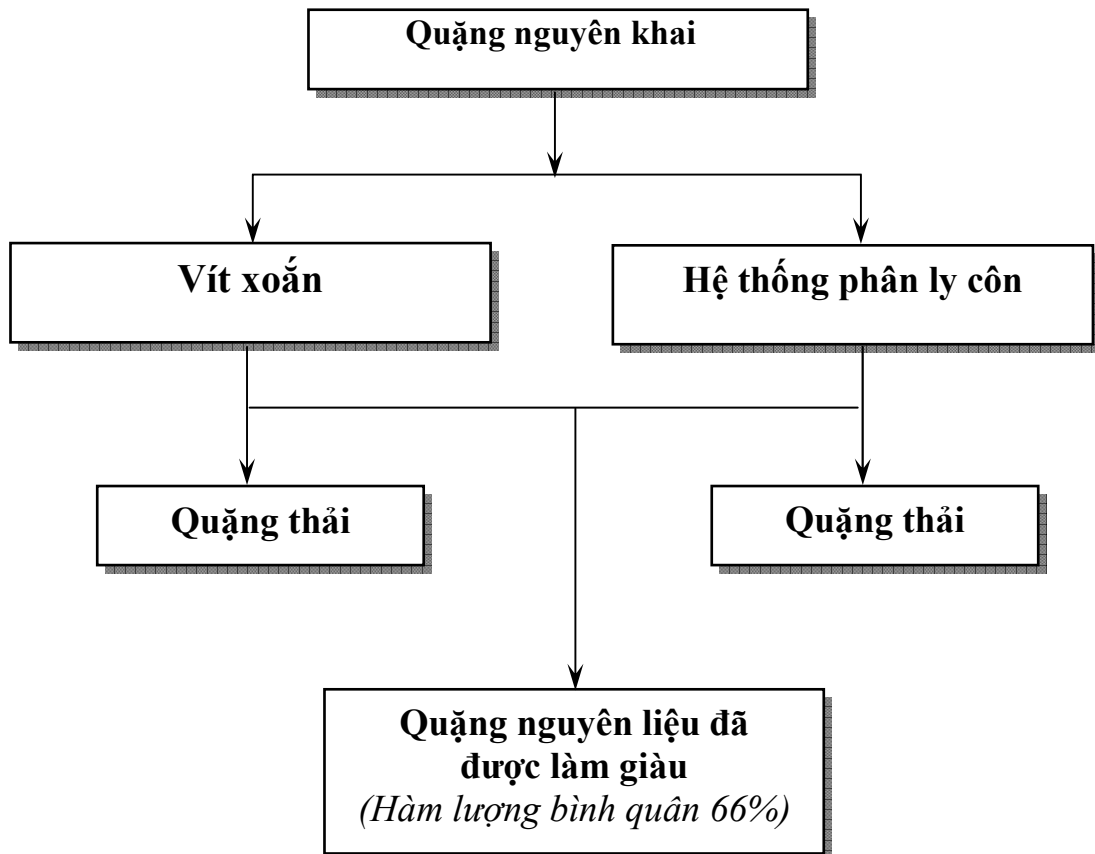 Quặng nguyên khai
Vít xoắn
Hệ thống phân ly côn
Quặng thải
Quặng thải
Quặng nguyên liệu đã
được làm giàu
(Hàm lượng bình quân 66%)